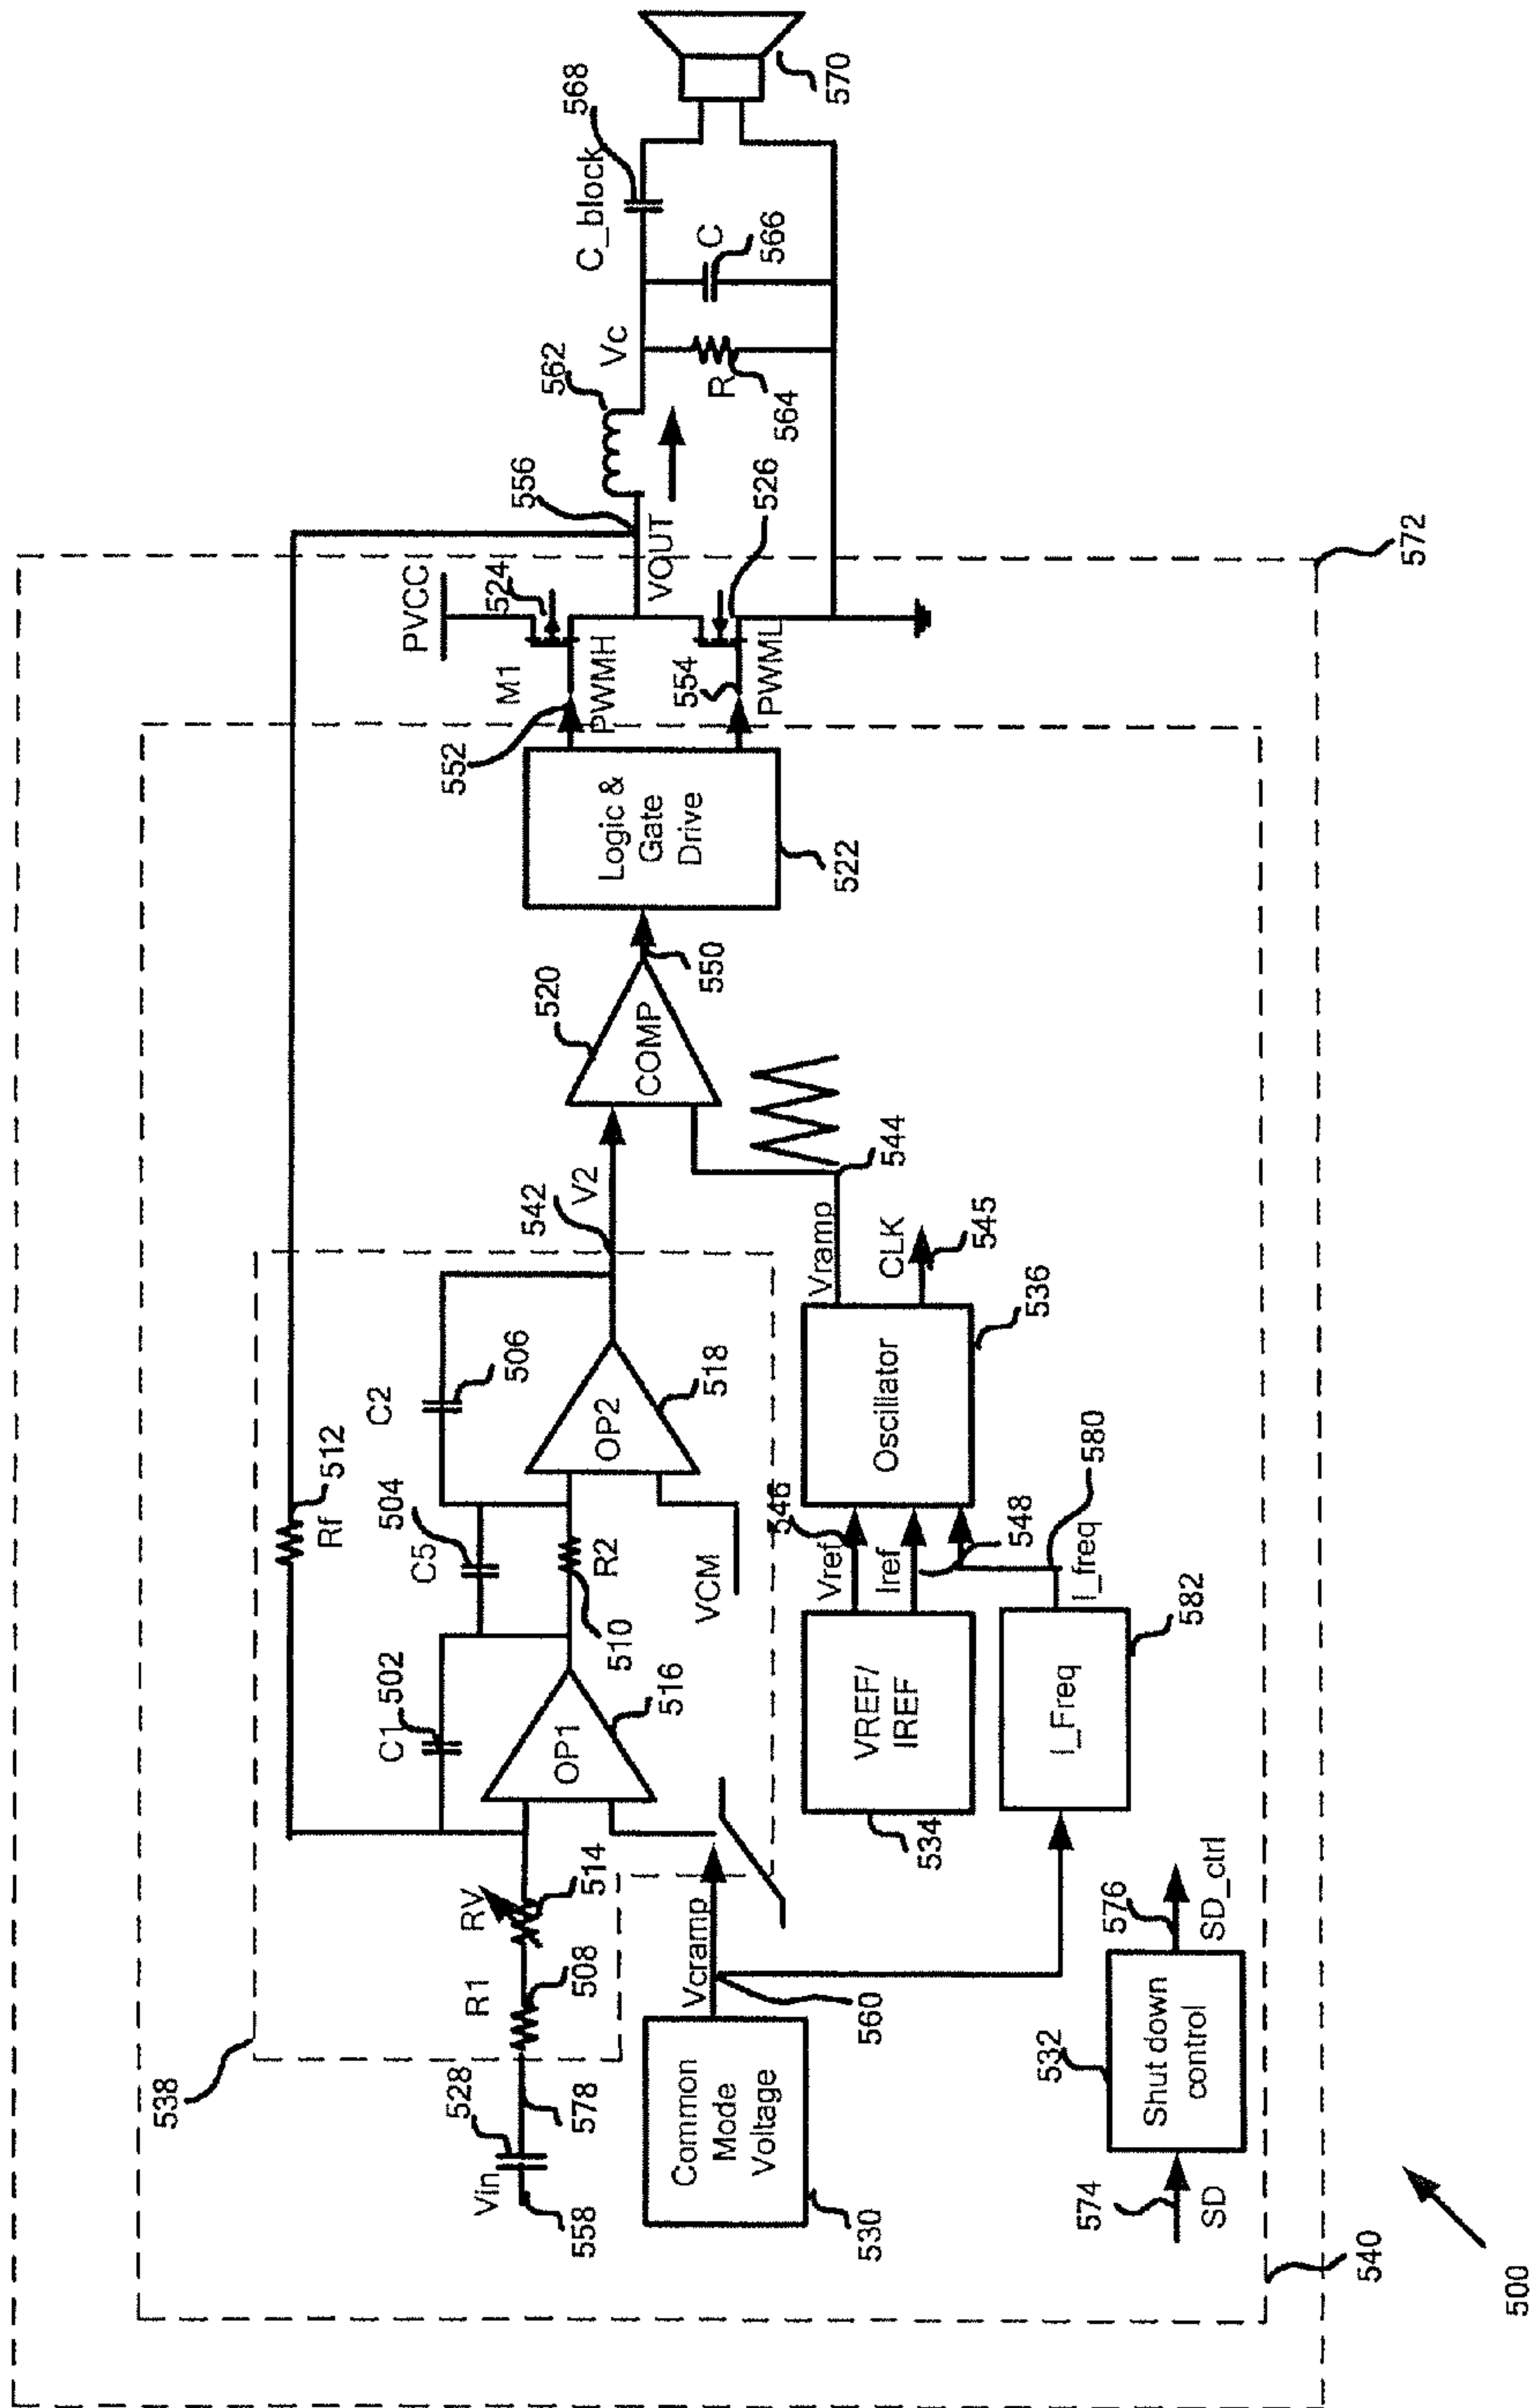 538
Vin
558
528
578
R1
508
RV
514
C1
502
OP1
516
C5
504
R2
510
Rf
512
C2
506
OP2
518
VCM
542
V2
COMP
520
550
Logic &
Gate
Drive
522
552
PWMH
554
PWML
M1
PVCC
524
526
VOUT
556
562
Vc
R
564
C
566
C_block
568
570
572
Common
Mode
Voltage
530
Vcramp
560
VREF/
IREF
534
Vref
546
Iref
548
Oscillator
536
Vramp
544
CLK
545
I_Freq
582
I_freq
580
574
SD
Shut down
control
532
576
SD_ctrl
540
500